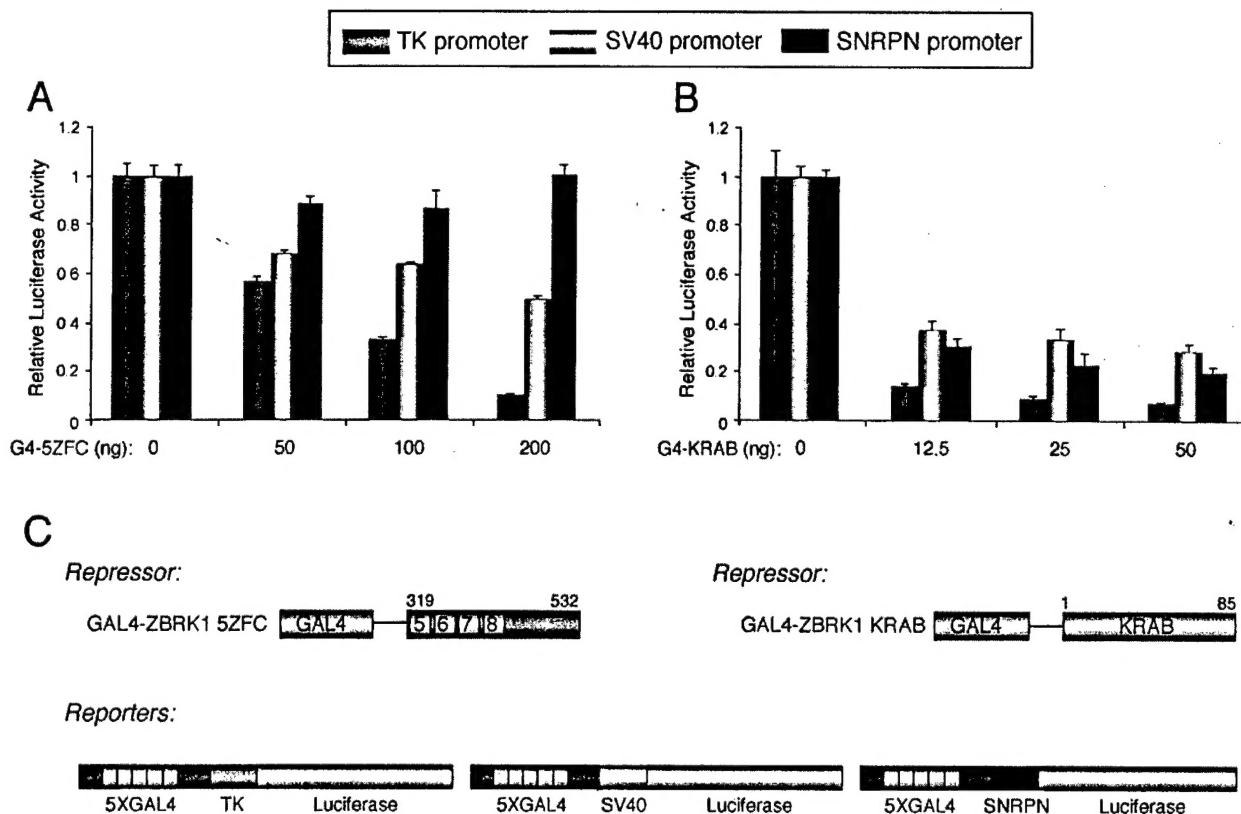 TK promoter SV40 promoter SNRPN promoter
A
Relative Luciferase Activity
1.2
1
0.8
0.6
0.4
0.2
0
G4-5ZFC (ng): 0 50 100 200
B
Relative Luciferase Activity
1.2
1
0.8
0.6
0.4
0.2
0
G4-KRAB (ng): 0 12.5 25 50
C
Repressor:
319 532
GAL4-ZBRK1 5ZFC GAL4 5 6 7 8
Repressor:
1 85
GAL4-ZBRK1 KRAB GAL4 KRAB
Reporters:
5XGAL4 TK Luciferase
5XGAL4 SV40 Luciferase
5XGAL4 SNRPN Luciferase